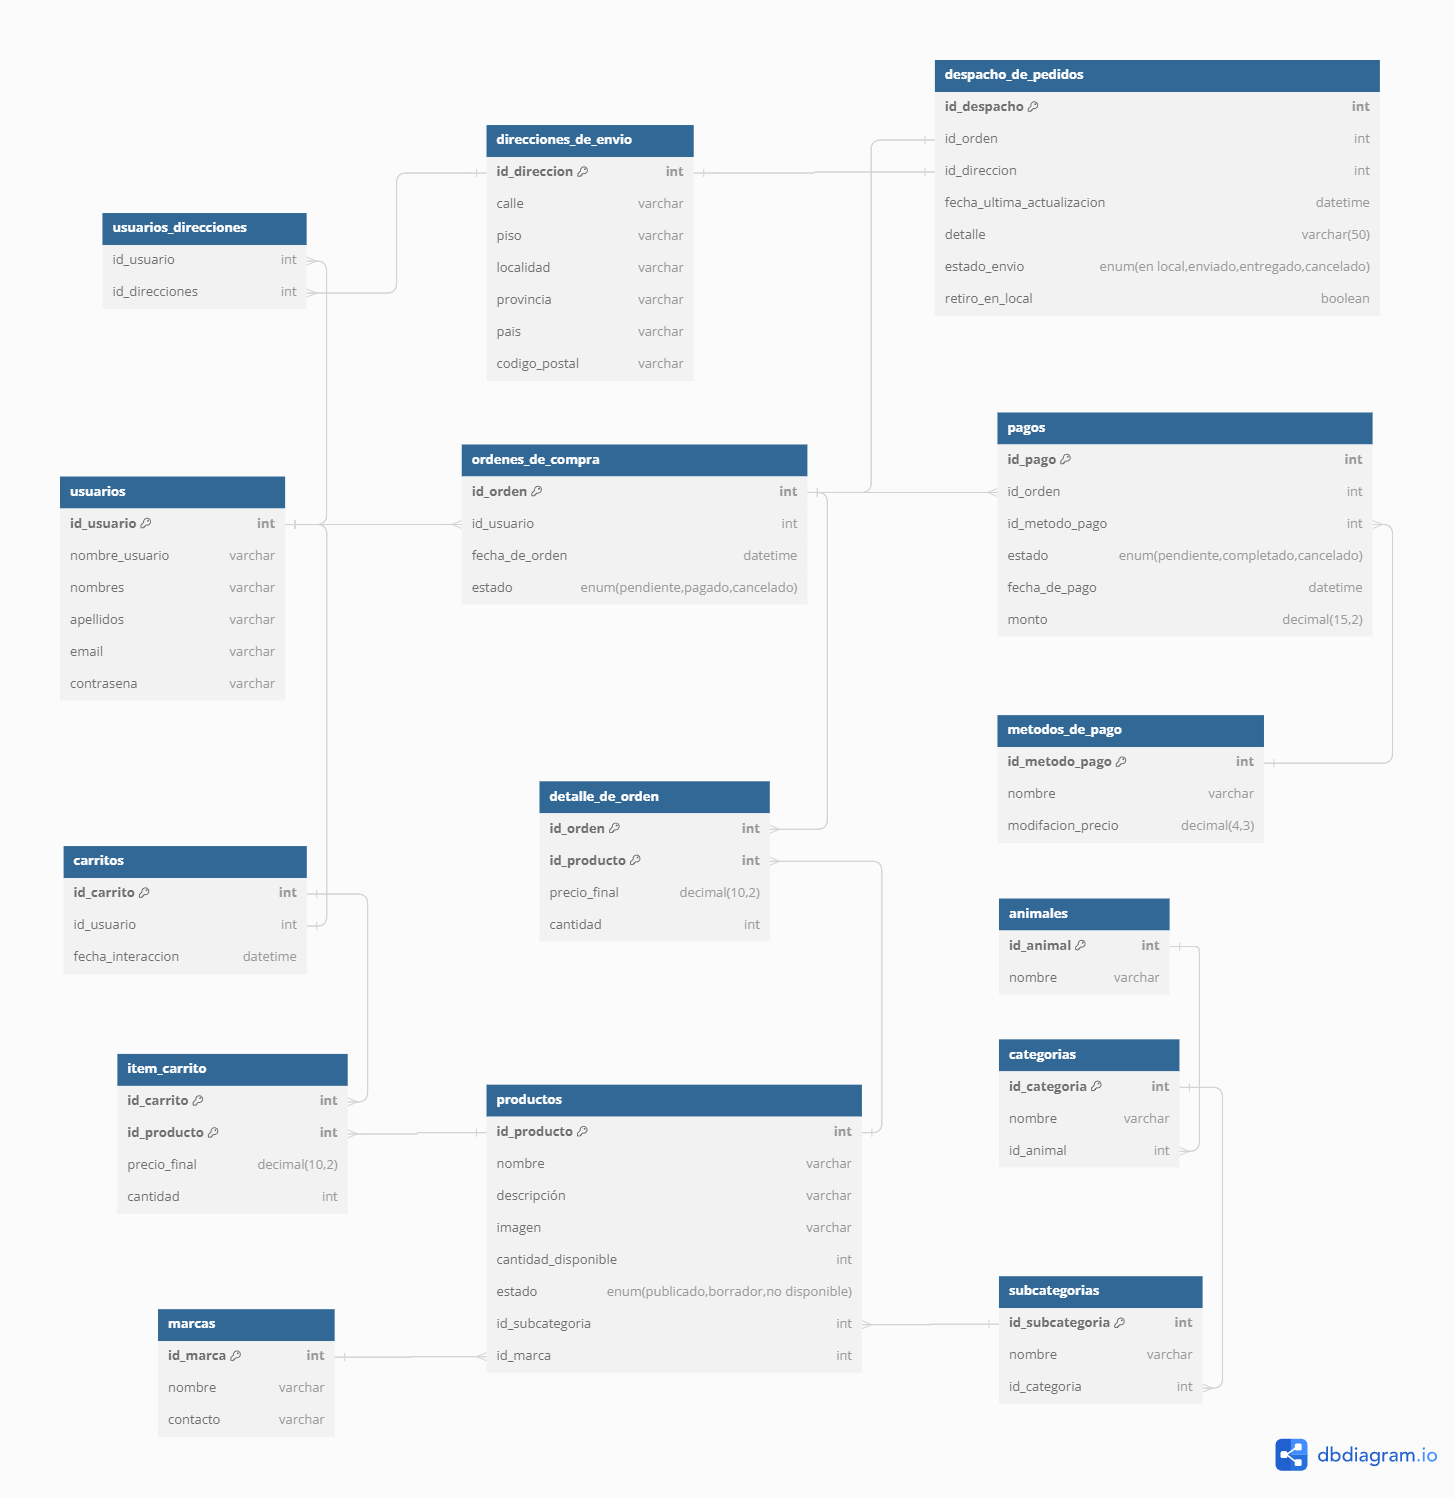 despacho_de_pedidos
id_despacho int
id_orden int
id_direccion int
fecha_ultima_actualizacion datetime
detalle varchar(50)
estado_envio enum(en local,enviado,entregado,cancelado)
retiro_en_local boolean
direcciones_de_envio
id_direccion int
calle varchar
piso varchar
localidad varchar
provincia varchar
pais varchar
codigo_postal varchar
usuarios_direcciones
id_usuario int
id_direcciones int
pagos
id_pago int
id_orden int
id_metodo_pago int
estado enum(pendiente,completado,cancelado)
fecha_de_pago datetime
monto decimal(15,2)
ordenes_de_compra
id_orden int
id_usuario int
fecha_de_orden datetime
estado enum(pendiente,pagado,cancelado)
usuarios
id_usuario int
nombre_usuario varchar
nombres varchar
apellidos varchar
email varchar
contrasena varchar
metodos_de_pago
id_metodo_pago int
nombre varchar
modifacion_precio decimal(4,3)
detalle_de_orden
id_orden int
id_producto int
precio_final decimal(10,2)
cantidad int
carritos
id_carrito int
id_usuario int
fecha_interaccion datetime
animales
id_animal int
nombre varchar
categorias
id_categoria int
nombre varchar
id_animal int
item_carrito
id_carrito int
id_producto int
precio_final decimal(10,2)
cantidad int
productos
id_producto int
nombre varchar
descripción varchar
imagen varchar
cantidad_disponible int
estado enum(publicado,borrador,no disponible)
id_subcategoria int
id_marca int
subcategorias
id_subcategoria int
nombre varchar
id_categoria int
marcas
id_marca int
nombre varchar
contacto varchar
dbdiagram.io